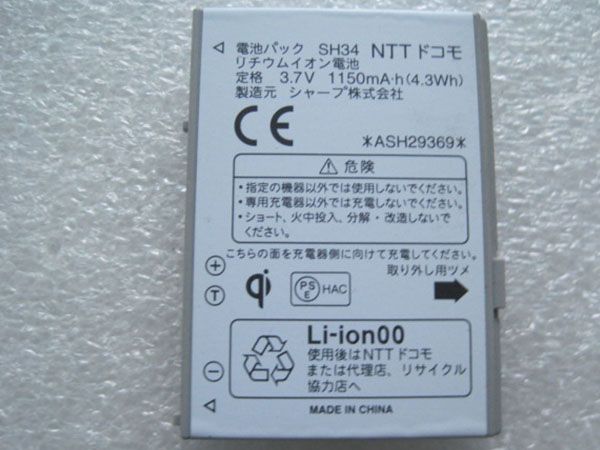 電池パック SH34 NTTドコモ
リチウムイオン電池
定格 3.7V 1150mA·h(4.3Wh)
製造元 シャープ株式会社
CE
*ASH29369*
⚠危険
・指定の機器以外では使用しないでください。
・専用充電器以外では充電しないでください。
・ショート、火中投入、分解・改造しないで
ください。
こちらの面を充電器側に向けて充電してください。
取り外し用ツメ
+
T
qi
PSE HAC
−
Li-ion00
使用後はNTTドコモ
または代理店、リサイクル
協力店へ
MADE IN CHINA